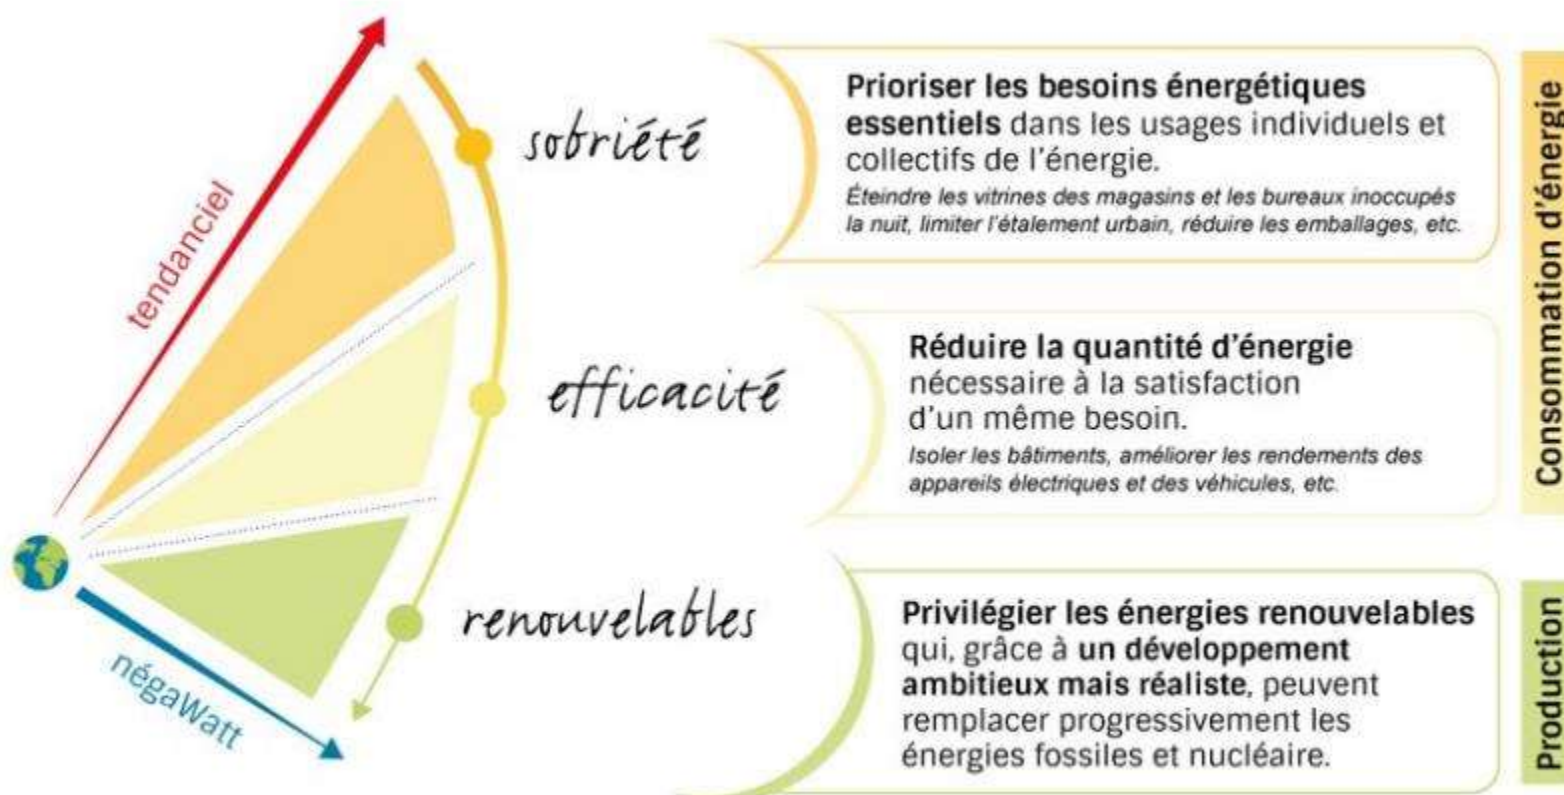 tendanciel
négaWatt
sobriété
Prioriser les besoins énergétiques
essentiels dans les usages individuels et
collectifs de l'énergie.
Éteindre les vitrines des magasins et les bureaux inoccupés
la nuit, limiter l'étalement urbain, réduire les emballages, etc.
efficacité
Réduire la quantité d'énergie
nécessaire à la satisfaction
d'un même besoin.
Isoler les bâtiments, améliorer les rendements des
appareils électriques et des véhicules, etc.
Consommation d'énergie
renouvelables
Privilégier les énergies renouvelables
qui, grâce à un développement
ambitieux mais réaliste, peuvent
remplacer progressivement les
énergies fossiles et nucléaire.
Production